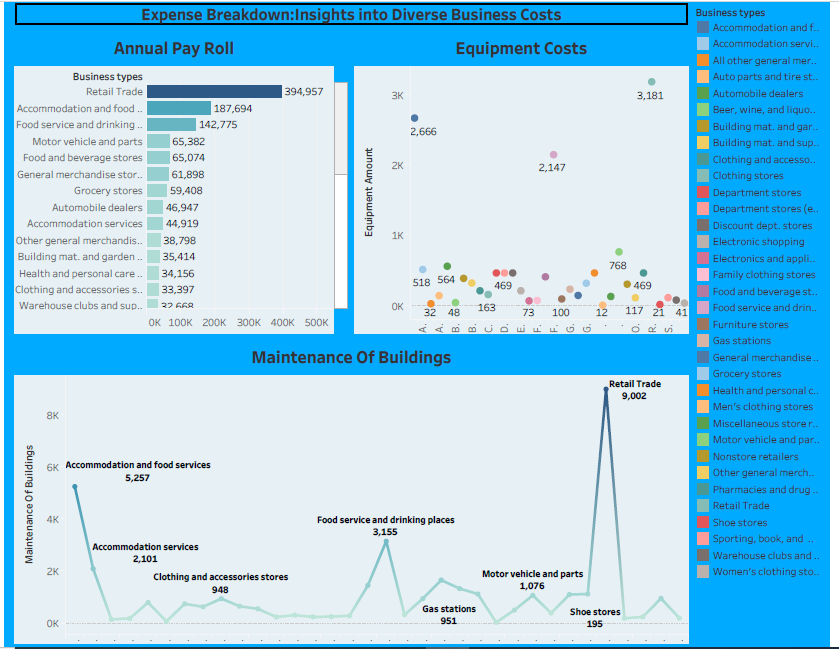 Expense Breakdown:Insights into Diverse Business Costs
Annual Pay Roll
Business types
Retail Trade 394,957
Accommodation and food .. 187,694
Food service and drinking .. 142,775
Motor vehicle and parts 65,382
Food and beverage stores 65,074
General merchandise stor.. 61,898
Grocery stores 59,408
Automobile dealers 46,947
Accommodation services 44,919
Other general merchandis.. 38,798
Building mat. and garden .. 35,414
Health and personal care .. 34,156
Clothing and accessories s.. 33,397
Warehouse clubs and sup.. 32,668
0K 100K 200K 300K 400K 500K
Equipment Costs
Equipment Amount
3K
2K
1K
0K
2,666
3,181
2,147
518
564
469
768
469
32
48
163
73
100
12
117
21
41
A. A. B. B. C. D. E. F. F. G. G. . . O. R. S.
Maintenance Of Buildings
Maintenance Of Buildings
8K
6K
4K
2K
0K
Accommodation and food services
5,257
Accommodation services
2,101
Clothing and accessories stores
948
Food service and drinking places
3,155
Gas stations
951
Motor vehicle and parts
1,076
Shoe stores
195
Retail Trade
9,002
Business types
Accommodation and f..
Accommodation servi..
All other general mer..
Auto parts and tire st..
Automobile dealers
Beer, wine, and liquo..
Building mat. and gar..
Building mat. and sup..
Clothing and accesso..
Clothing stores
Department stores
Department stores (e..
Discount dept. stores
Electronic shopping
Electronics and appli..
Family clothing stores
Food and beverage st..
Food service and drin..
Furniture stores
Gas stations
General merchandise..
Grocery stores
Health and personal c..
Men's clothing stores
Miscellaneous store r..
Motor vehicle and par..
Nonstore retailers
Other general merch..
Pharmacies and drug ..
Retail Trade
Shoe stores
Sporting, book, and ..
Warehouse clubs and ..
Women's clothing sto..